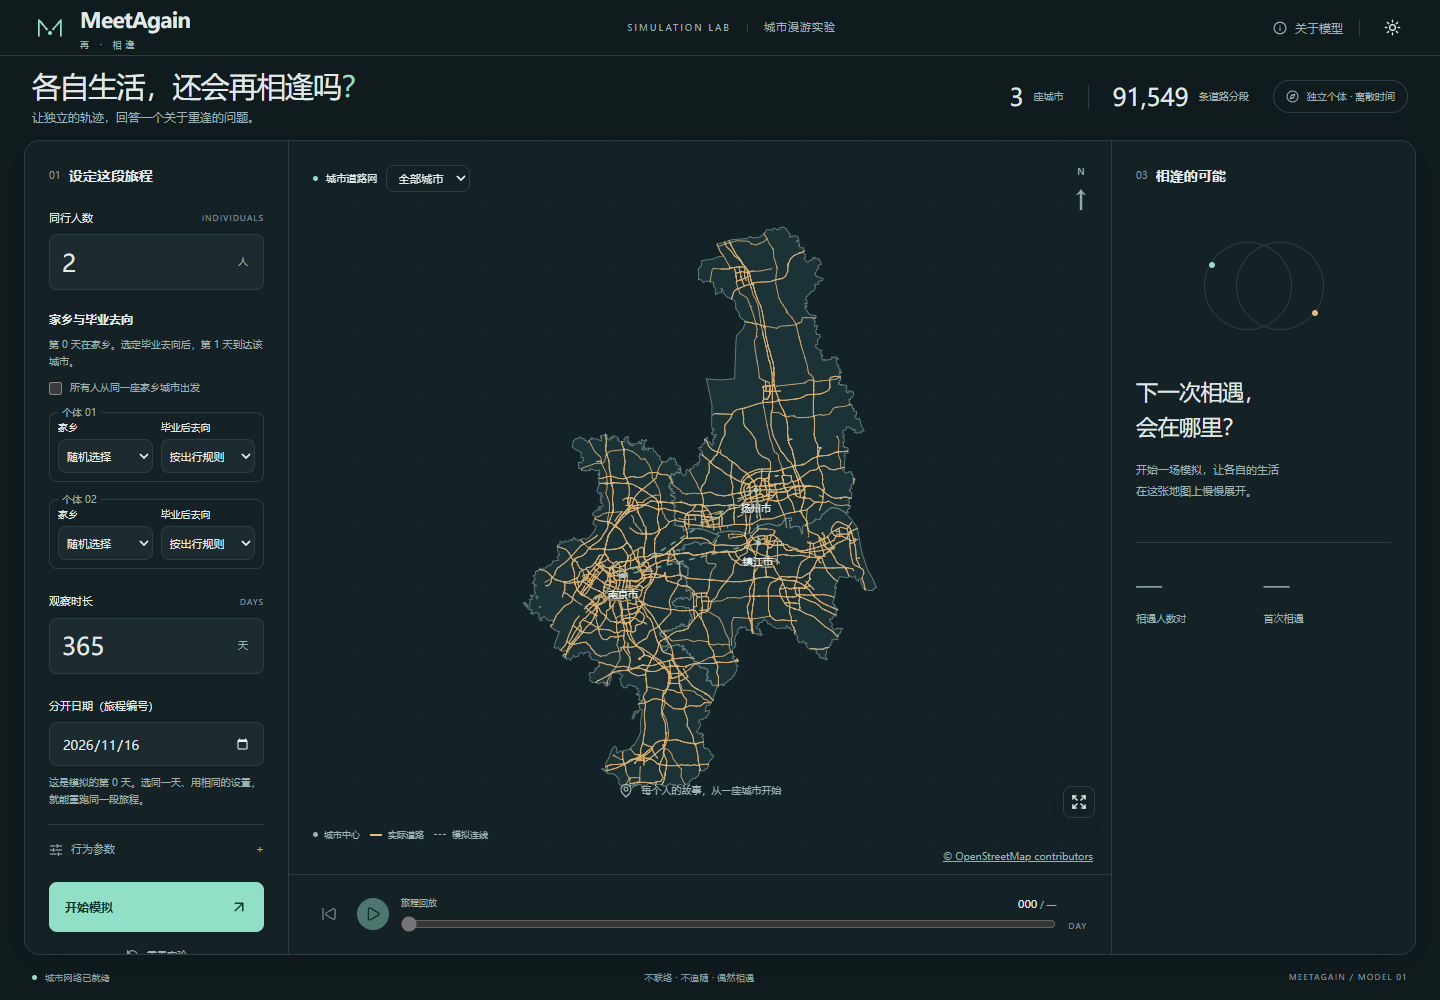 MeetAgain
再 · 相逢
SIMULATION LAB
城市漫游实验
关于模型
各自生活，还会再相逢吗？
让独立的轨迹，回答一个关于重逢的问题。
3 座城市
91,549 条道路分段
独立个体 · 离散时间
01 设定这段旅程
同行人数 INDIVIDUALS
2 人
家乡与毕业去向
第 0 天在家乡。选定毕业去向后，第 1 天到达该
城市。
所有人从同一座家乡城市出发
个体 01
家乡 毕业后去向
随机选择 按出行规则
个体 02
家乡 毕业后去向
随机选择 按出行规则
观察时长 DAYS
365 天
分开日期（旅程编号）
2026/11/16
这是模拟的第 0 天。选同一天、用相同的设置，
就能重跑同一段旅程。
行为参数 +
开始模拟
城市道路网 全部城市
N
扬州市
镇江市
南京市
每个人的故事，从一座城市开始
城市中心 实际道路 模拟连线
© OpenStreetMap contributors
旅程回放
000 / —
DAY
03 相逢的可能
下一次相遇，
会在哪里？
开始一场模拟，让各自的生活
在这张地图上慢慢展开。
— —
相遇人数对 首次相遇
城市网络已就绪
不联络 · 不追随 · 偶然相遇
MEETAGAIN / MODEL 01